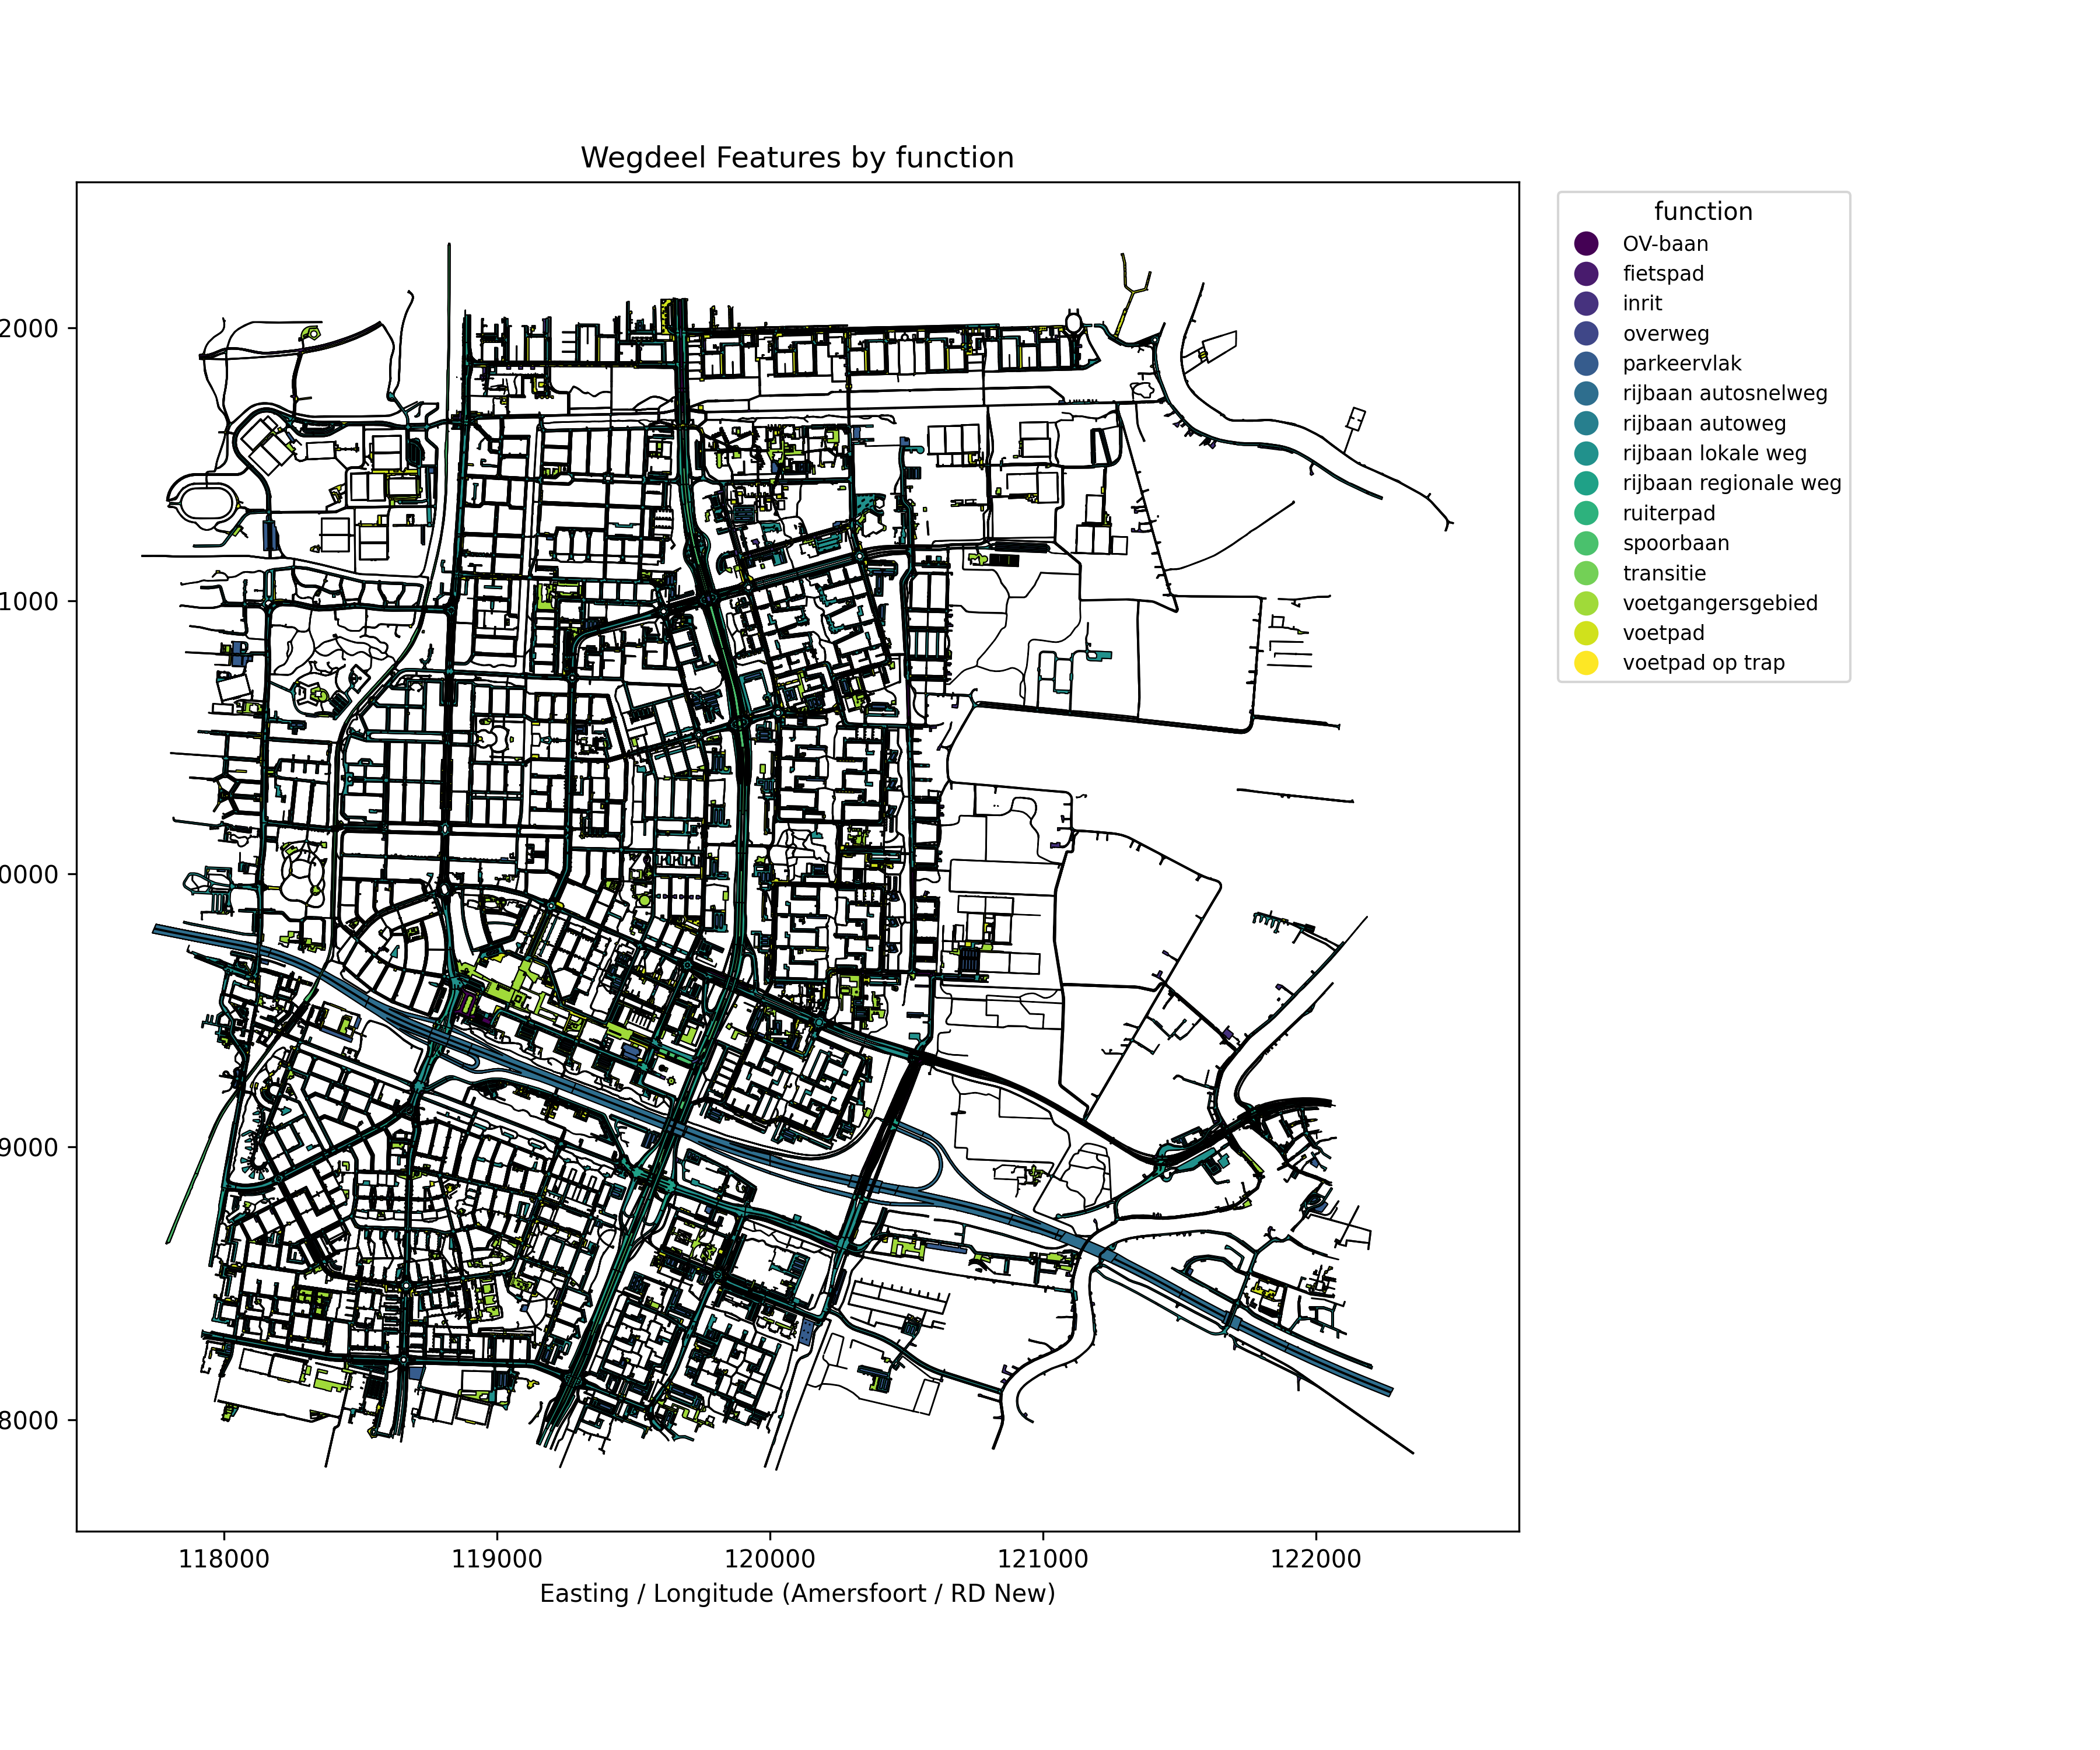 Wegdeel Features by function
function
OV-baan
fietspad
inrit
overweg
parkeervlak
rijbaan autosnelweg
rijbaan autoweg
rijbaan lokale weg
rijbaan regionale weg
ruiterpad
spoorbaan
transitie
voetgangersgebied
voetpad
voetpad op trap
2000
1000
0000
9000
8000
118000 119000 120000 121000 122000
Easting / Longitude (Amersfoort / RD New)